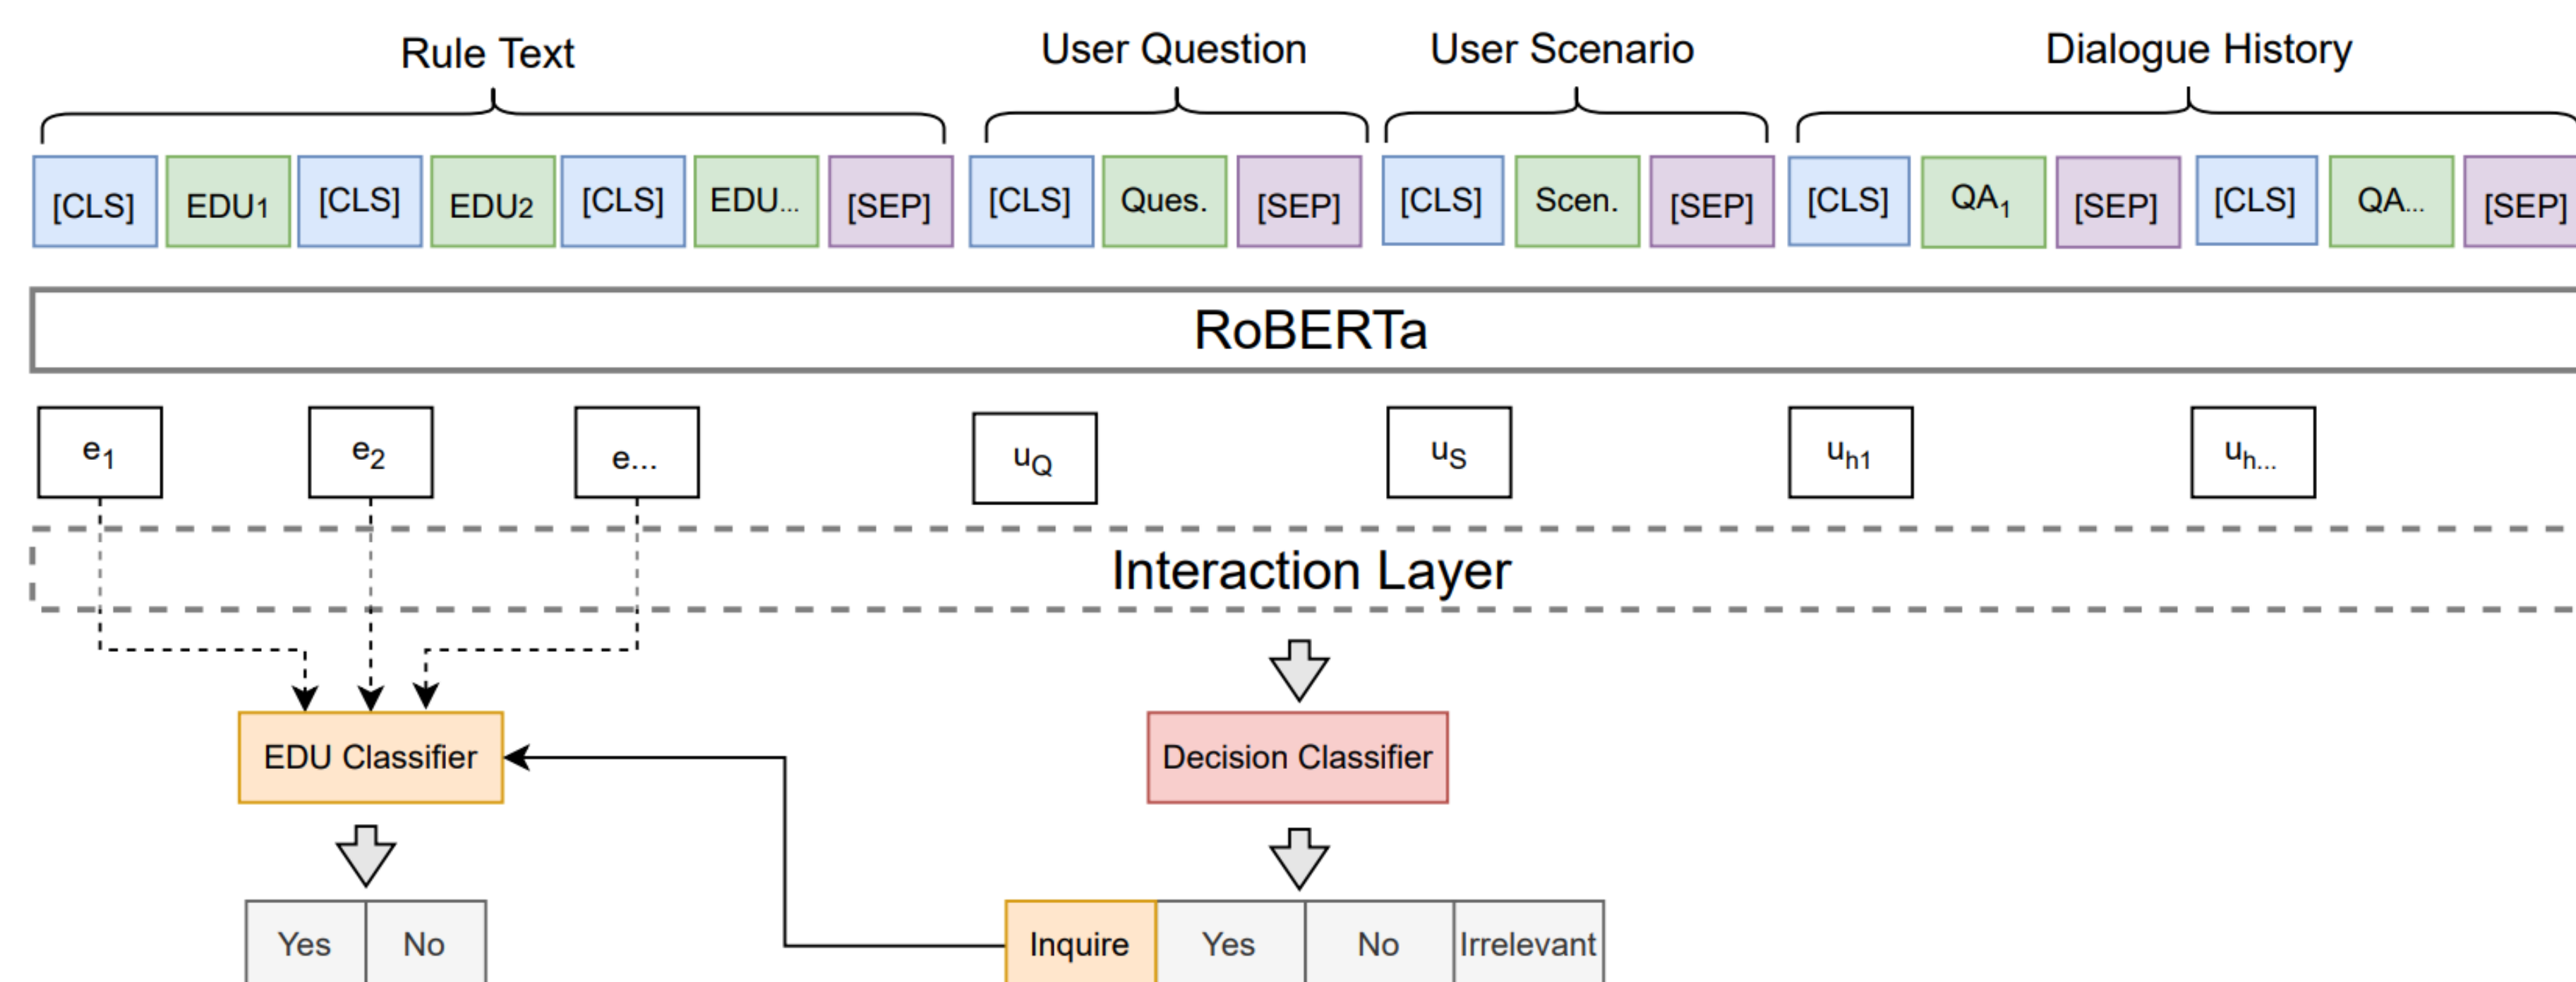 Rule Text User Question User Scenario Dialogue History
[CLS] EDU1 [CLS] EDU2 [CLS] EDU... [SEP] [CLS] Ques. [SEP] [CLS] Scen. [SEP] [CLS] QA1 [SEP] [CLS] QA... [SEP]
RoBERTa
e1 e2 e... uQ uS uh1 uh...
Interaction Layer
EDU Classifier Decision Classifier
Yes No Inquire Yes No Irrelevant